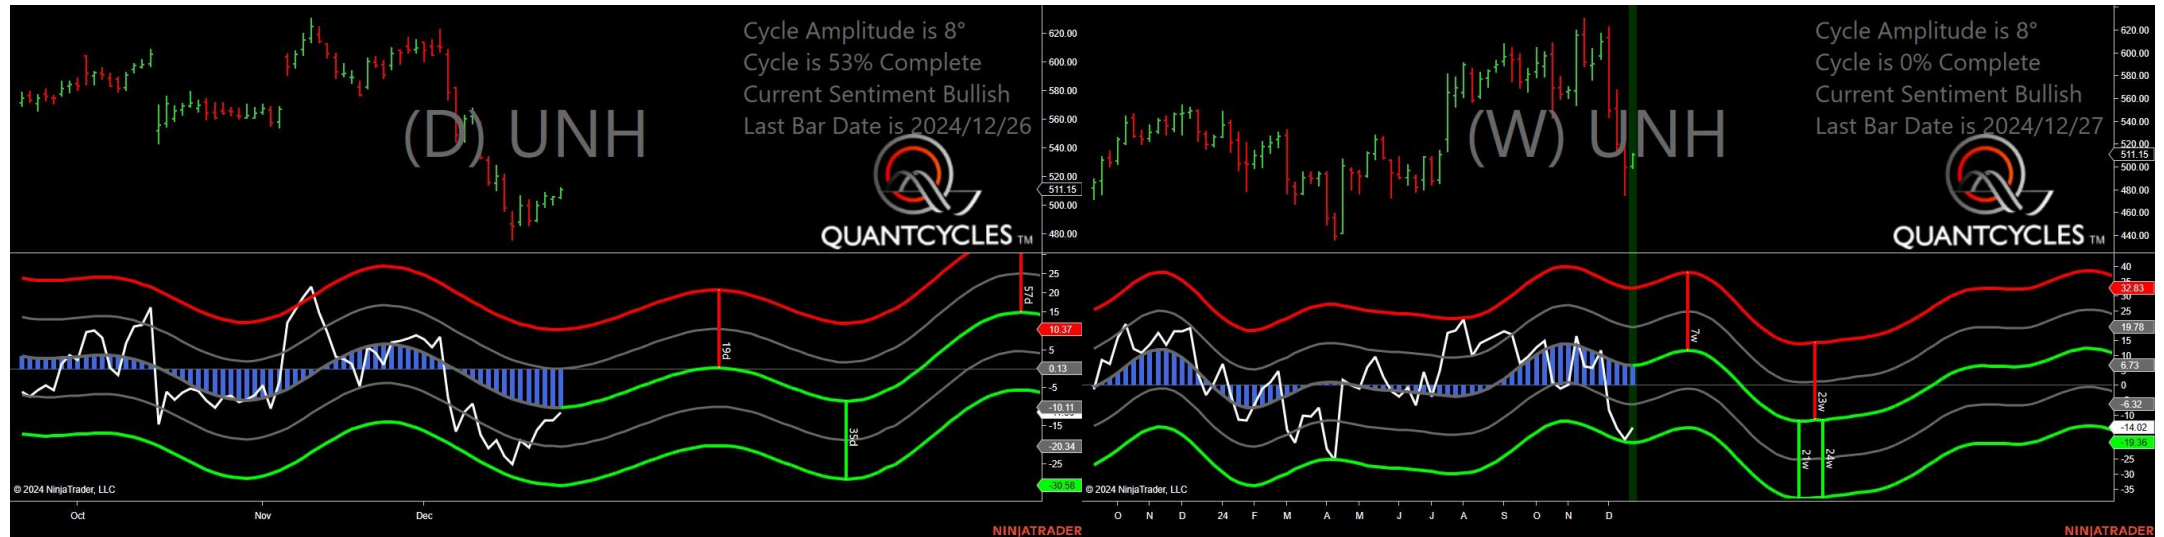 Cycle Amplitude is 8°
Cycle is 53% Complete
Current Sentiment Bullish
Last Bar Date is 2024/12/26
(D) UNH
QUANTCYCLES TM
620.00
600.00
580.00
560.00
540.00
520.00
511.15
500.00
480.00
25
20
15
10.37
5
0.13
-5
-10.11
-15
-20.34
-25
-30.58
19d
35d
57d
© 2024 NinjaTrader, LLC
Oct Nov Dec
NINJATRADER
Cycle Amplitude is 8°
Cycle is 0% Complete
Current Sentiment Bullish
Last Bar Date is 2024/12/27
(W) UNH
QUANTCYCLES TM
620.00
600.00
580.00
560.00
540.00
520.00
511.15
500.00
480.00
460.00
440.00
40
32.83
30
19.78
15
10
6.73
0
-6.32
-10
-14.02
-19.36
-25
-30
-35
7w
23w
21w
24w
© 2024 NinjaTrader, LLC
O N D 24 F M A M J J A S O N D
NINJATRADER